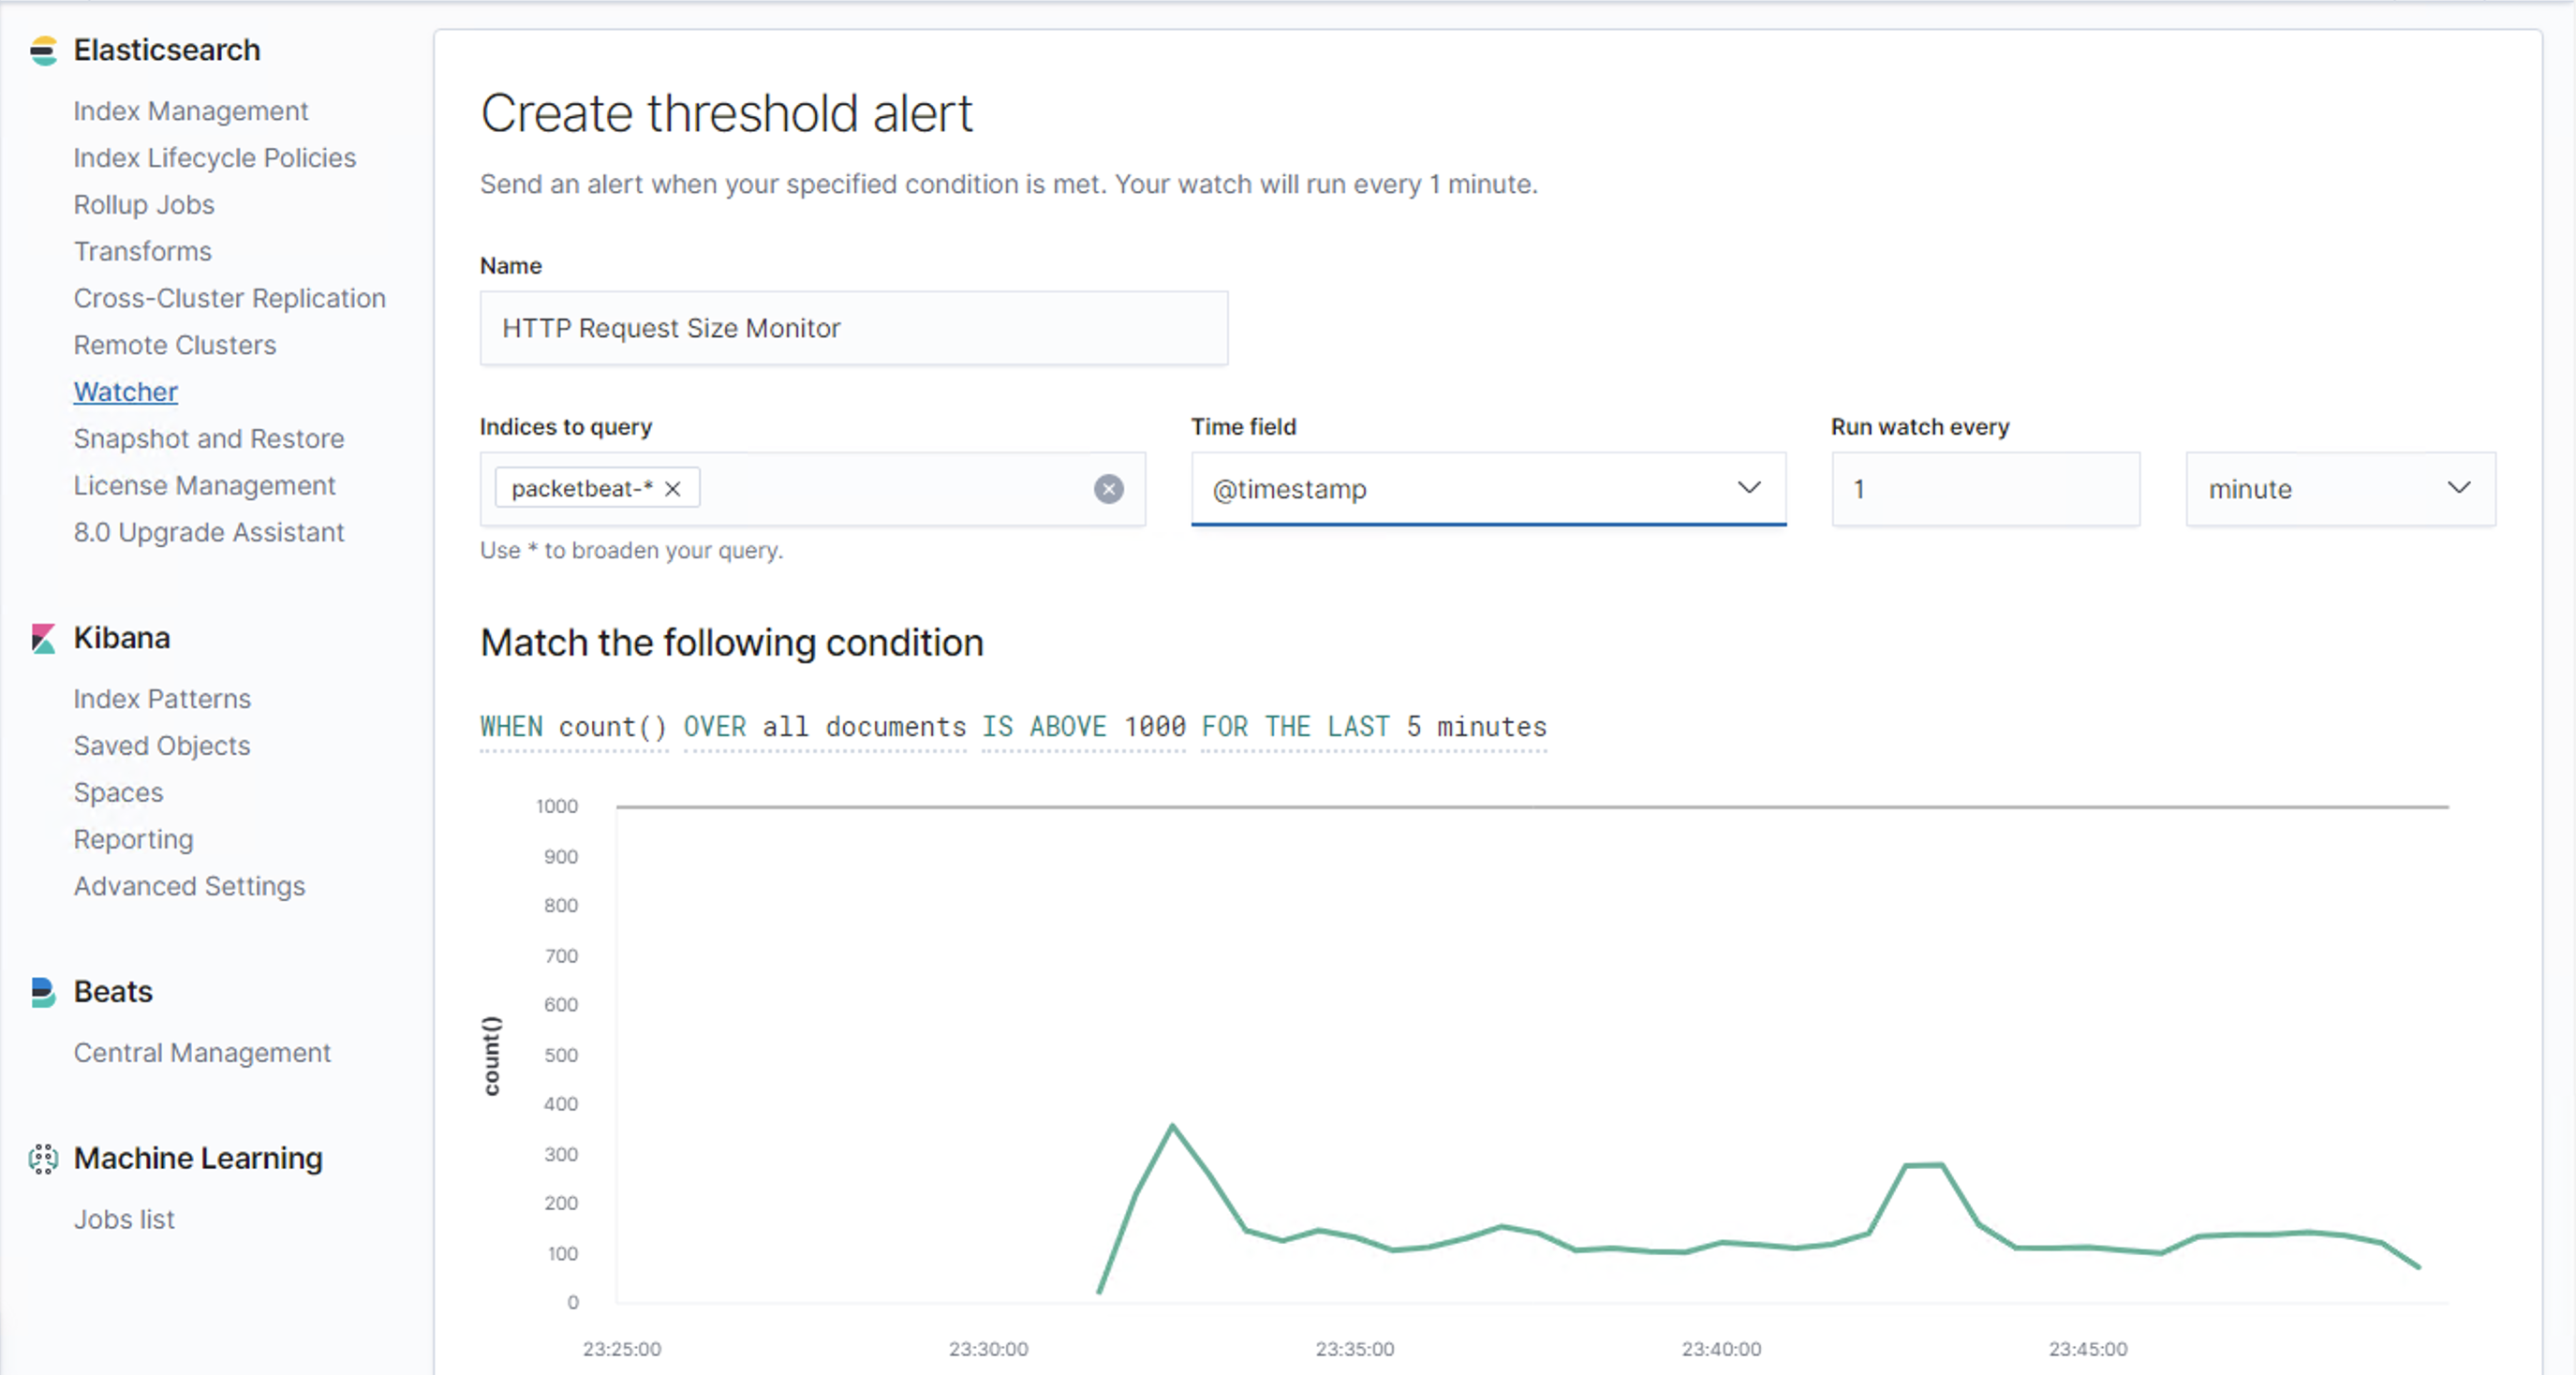 Elasticsearch
Index Management
Index Lifecycle Policies
Rollup Jobs
Transforms
Cross-Cluster Replication
Remote Clusters
Watcher
Snapshot and Restore
License Management
8.0 Upgrade Assistant
Kibana
Index Patterns
Saved Objects
Spaces
Reporting
Advanced Settings
Beats
Central Management
Machine Learning
Jobs list
Create threshold alert
Send an alert when your specified condition is met. Your watch will run every 1 minute.
Name
HTTP Request Size Monitor
Indices to query
packetbeat-*
Use * to broaden your query.
Time field
@timestamp
Run watch every
1
minute
Match the following condition
WHEN count() OVER all documents IS ABOVE 1000 FOR THE LAST 5 minutes
count()
1000
900
800
700
600
500
400
300
200
100
0
23:25:00 23:30:00 23:35:00 23:40:00 23:45:00